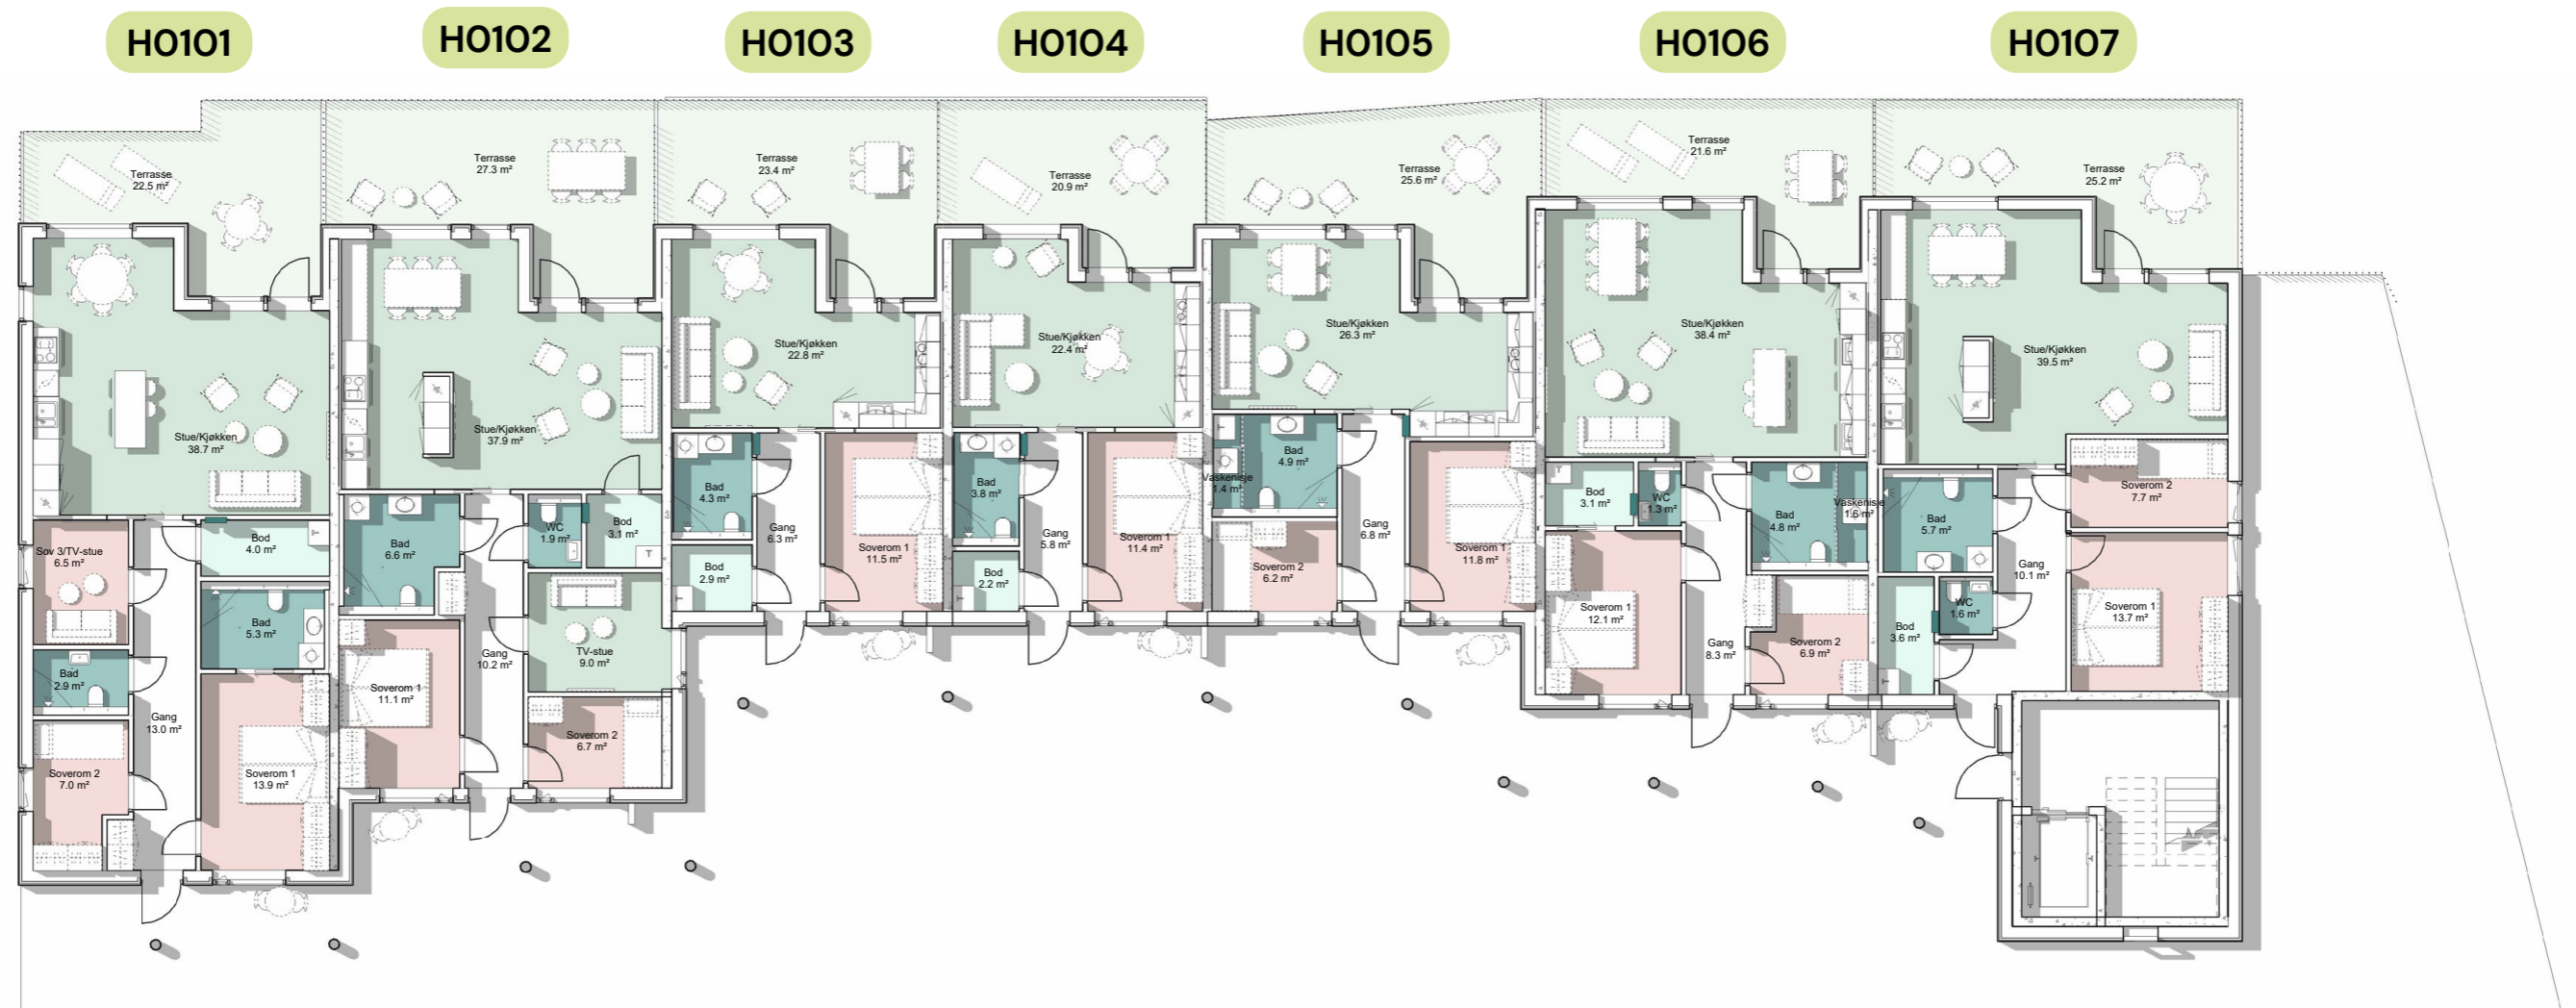 H0101
H0102
H0103
H0104
H0105
H0106
H0107
Terrasse
22.5 m²
Stue/Kjøkken
38.7 m²
Sov 3/TV-stue
6.5 m²
Bod
4.0 m²
Bad
5.3 m²
Bad
2.9 m²
Gang
13.0 m²
Soverom 2
7.0 m²
Soverom 1
13.9 m²
Terrasse
27.3 m²
Stue/Kjøkken
37.9 m²
Bad
6.6 m²
WC
1.9 m²
Bod
3.1 m²
Gang
10.2 m²
TV-stue
9.0 m²
Soverom 1
11.1 m²
Soverom 2
6.7 m²
Terrasse
23.4 m²
Stue/Kjøkken
22.8 m²
Bad
4.3 m²
Gang
6.3 m²
Soverom 1
11.5 m²
Bod
2.9 m²
Terrasse
20.9 m²
Stue/Kjøkken
22.4 m²
Bad
3.8 m²
Gang
5.8 m²
Soverom 1
11.4 m²
Bod
2.2 m²
Terrasse
25.6 m²
Stue/Kjøkken
26.3 m²
Bad
4.9 m²
Vaskenisje
1.4 m²
Gang
6.8 m²
Soverom 1
11.8 m²
Soverom 2
6.2 m²
Terrasse
21.6 m²
Stue/Kjøkken
38.4 m²
Bod
3.1 m²
WC
1.3 m²
Bad
4.8 m²
Vaskenisje
1.6 m²
Soverom 1
12.1 m²
Gang
8.3 m²
Soverom 2
6.9 m²
Terrasse
25.2 m²
Stue/Kjøkken
39.5 m²
Soverom 2
7.7 m²
Bad
5.7 m²
Gang
10.1 m²
WC
1.6 m²
Bod
3.6 m²
Soverom 1
13.7 m²